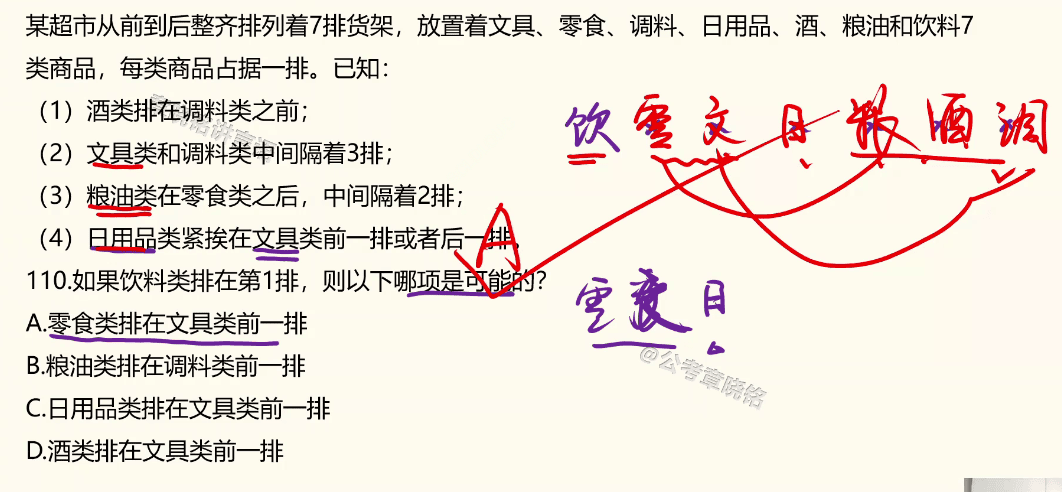 某超市从前到后整齐排列着7排货架，放置着文具、零食、调料、日用品、酒、粮油和饮料7
类商品，每类商品占据一排。已知：
（1）酒类排在调料类之前；
（2）文具类和调料类中间隔着3排；
（3）粮油类在零食类之后，中间隔着2排；
（4）日用品类紧挨在文具类前一排或者后一排。
饮 零 文 日 粮 酒 调
A
110.如果饮料类排在第1排，则以下哪项是可能的？
A.零食类排在文具类前一排
B.粮油类排在调料类前一排
C.日用品类排在文具类前一排
D.酒类排在文具类前一排
零 日
@公考章晓铭